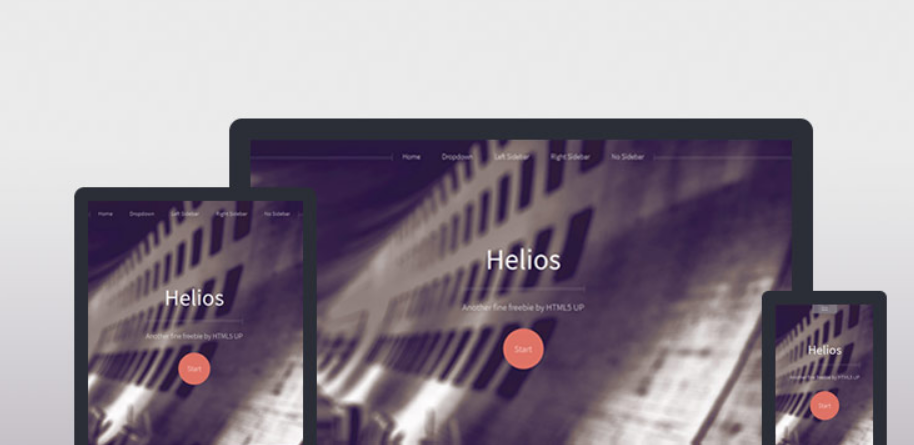 Home Dropdown Left Sidebar Right Sidebar No Sidebar
Helios
Another fine freebie by HTML5 UP
Start
Home Dropdown Left Sidebar Right Sidebar No Sidebar
Helios
Another fine freebie by HTML5 UP
Start
Helios
Another fine freebie by HTML5 UP
Start